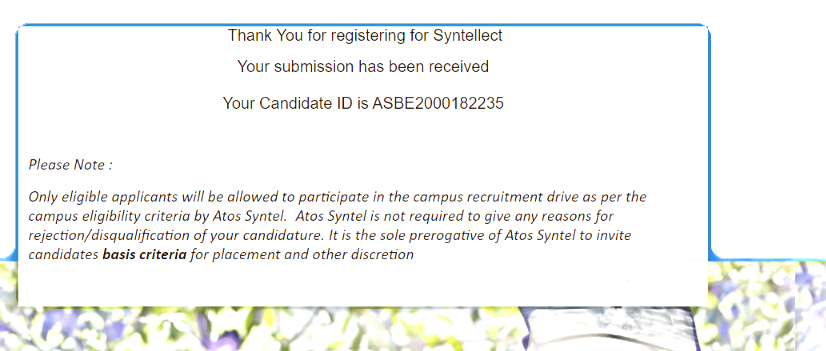 Thank You for registering for Syntellect
Your submission has been received
Your Candidate ID is ASBE2000182235
Please Note :
Only eligible applicants will be allowed to participate in the campus recruitment drive as per the
campus eligibility criteria by Atos Syntel.  Atos Syntel is not required to give any reasons for
rejection/disqualification of your candidature. It is the sole prerogative of Atos Syntel to invite
candidates basis criteria for placement and other discretion